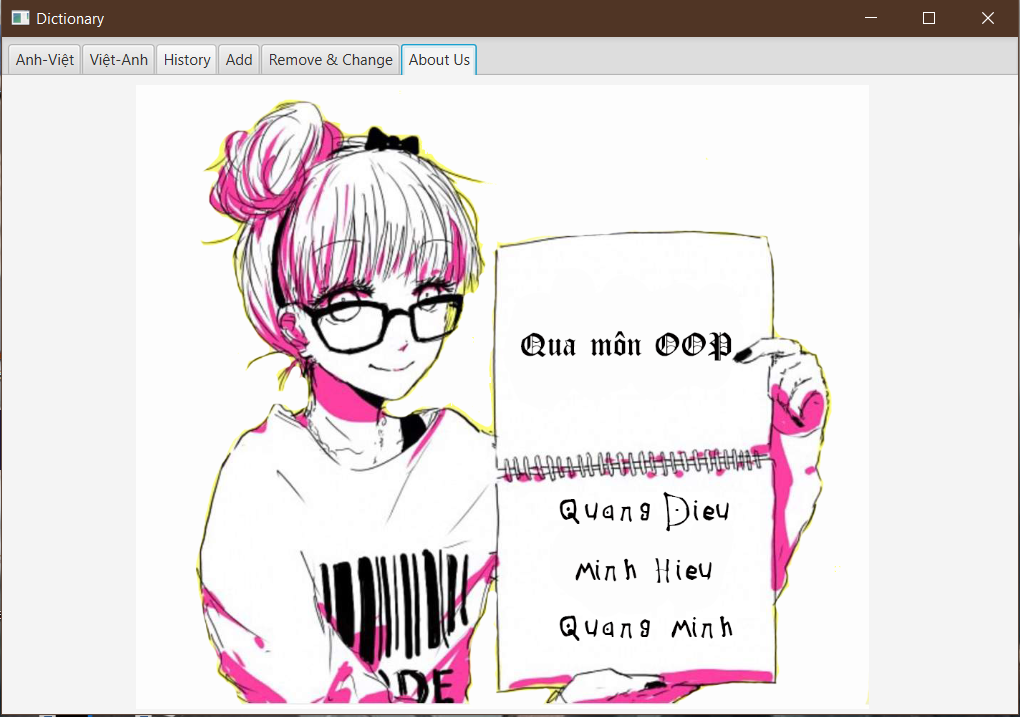 Dictionary
Anh-Việt Việt-Anh History Add Remove & Change About Us
Qua môn OOP
Quang Dieu
Minh Hieu
Quang Minh
DE